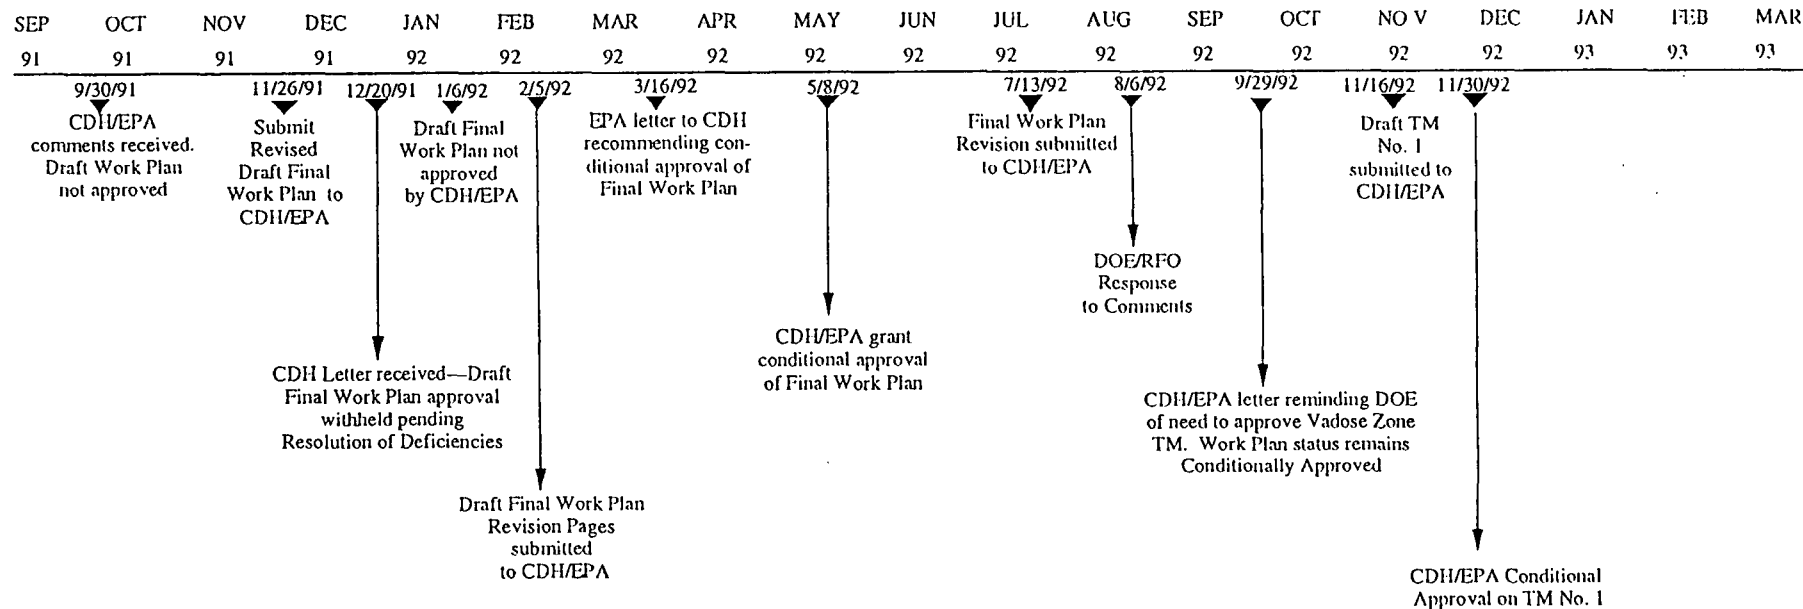 SEP OCT NOV DEC JAN FEB MAR APR MAY JUN JUL AUG SEP OCT NOV DEC JAN FEB MAR
91 91 91 91 92 92 92 92 92 92 92 92 92 92 92 92 93 93 93
9/30/91 11/26/91 12/20/91 1/6/92 2/5/92 3/16/92 5/8/92 7/13/92 8/6/92 9/29/92 11/16/92 11/30/92
CDH/EPA
comments received.
Draft Work Plan
not approved
Submit
Revised
Draft Final
Work Plan to
CDH/EPA
CDH Letter received—Draft
Final Work Plan approval
withheld pending
Resolution of Deficiencies
Draft Final
Work Plan not
approved
by CDH/EPA
Draft Final Work Plan
Revision Pages
submitted
to CDH/EPA
EPA letter to CDH
recommending con-
ditional approval of
Final Work Plan
CDH/EPA grant
conditional approval
of Final Work Plan
Final Work Plan
Revision submitted
to CDH/EPA
DOE/RFO
Response
to Comments
CDH/EPA letter reminding DOE
of need to approve Vadose Zone
TM. Work Plan status remains
Conditionally Approved
Draft TM
No. 1
submitted to
CDH/EPA
CDH/EPA Conditional
Approval on TM No. 1